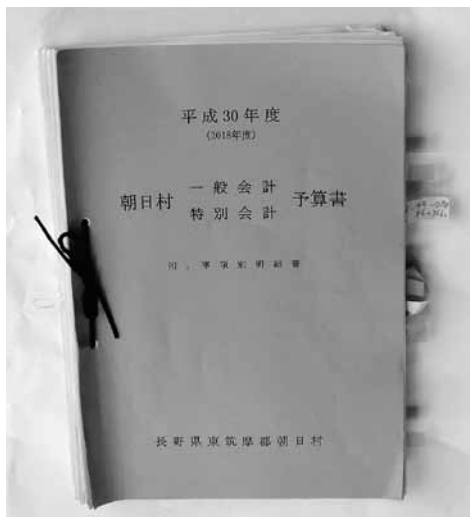 平成30年度
(2018年度)
朝日村 一般会計 特別会計 予算書
附、事項別明細書
長野県東筑摩郡朝日村